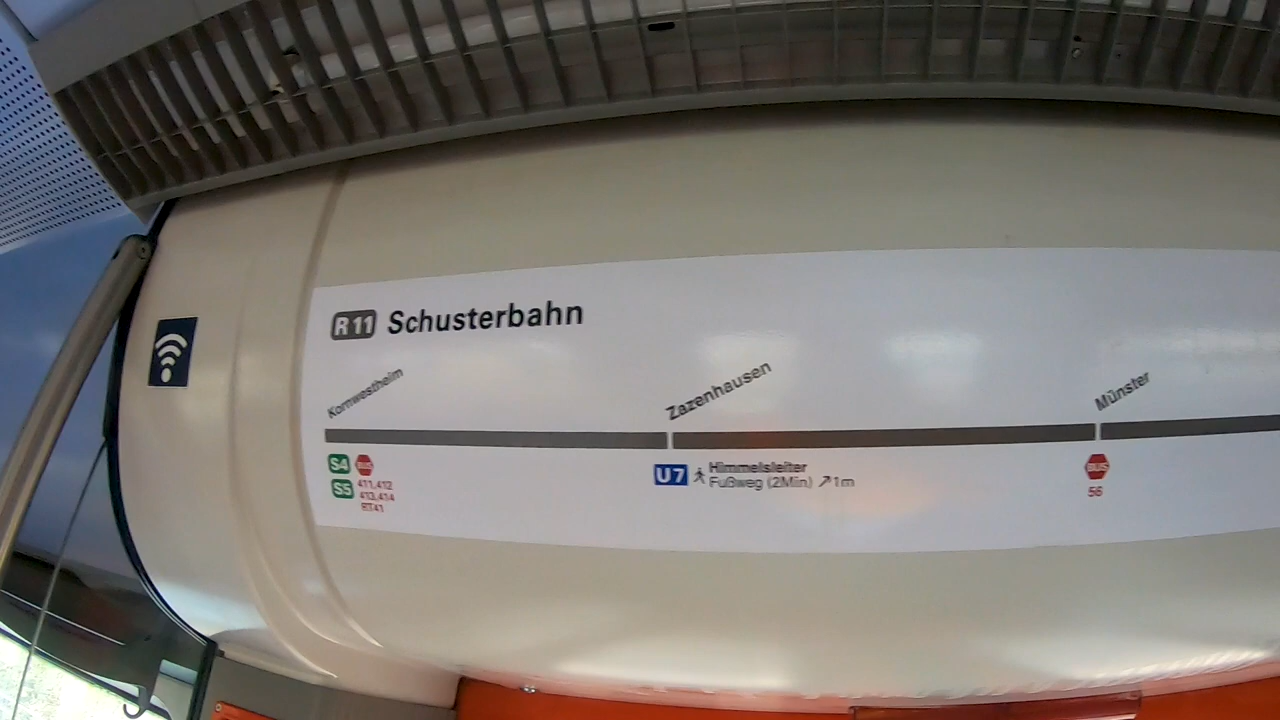 R11 Schusterbahn
Kornwestheim
Zazenhausen
Münster
S4 BUS
S5 411,412
413,414
RT41
U7 Himmelsleiter
Fußweg (2Min) ↗1m
BUS
56